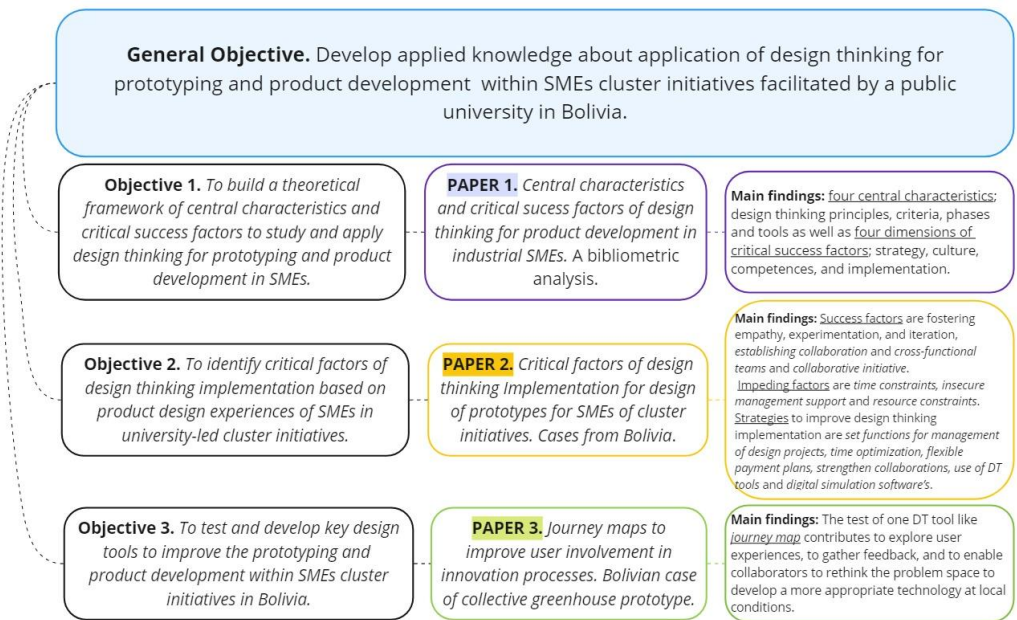 General Objective. Develop applied knowledge about application of design thinking for
prototyping and product development within SMEs cluster initiatives facilitated by a public
university in Bolivia.
Objective 1. To build a theoretical
framework of central characteristics and
critical success factors to study and apply
design thinking for prototyping and product
development in SMEs.
PAPER 1. Central characteristics
and critical sucess factors of design
thinking for product development in
industrial SMEs. A bibliometric
analysis.
Main findings: four central characteristics;
design thinking principles, criteria, phases
and tools as well as four dimensions of
critical success factors; strategy, culture,
competences, and implementation.
Objective 2. To identify critical factors of
design thinking implementation based on
product design experiences of SMEs in
university-led cluster initiatives.
PAPER 2. Critical factors of design
thinking Implementation for design
of prototypes for SMEs of cluster
initiatives. Cases from Bolivia.
Main findings: Success factors are fostering
empathy, experimentation, and iteration,
establishing collaboration and cross-functional
teams and collaborative initiative.
Impeding factors are time constraints, insecure
management support and resource constraints.
Strategies to improve design thinking
implementation are set functions for management
of design projects, time optimization, flexible
payment plans, strengthen collaborations, use of DT
tools and digital simulation software's.
Objective 3. To test and develop key design
tools to improve the prototyping and
product development within SMEs cluster
initiatives in Bolivia.
PAPER 3. Journey maps to
improve user involvement in
innovation processes. Bolivian case
of collective greenhouse prototype.
Main findings: The test of one DT tool like
journey map contributes to explore user
experiences, to gather feedback, and to enable
collaborators to rethink the problem space to
develop a more appropriate technology at local
conditions.